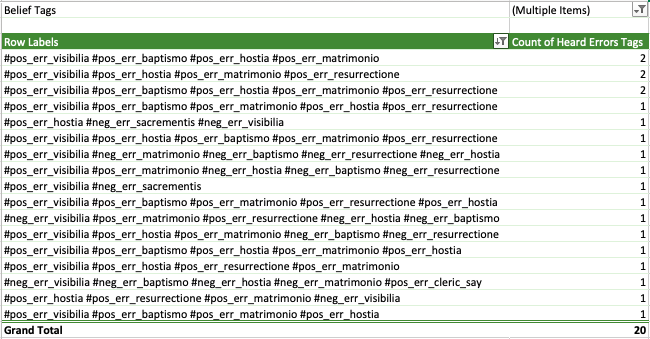 Belief Tags (Multiple Items)
Row Labels Count of Heard Errors Tags
#pos_err_visibilia #pos_err_baptismo #pos_err_hostia #pos_err_matrimonio 2
#pos_err_visibilia #pos_err_hostia #pos_err_matrimonio #pos_err_resurrectione 2
#pos_err_visibilia #pos_err_baptismo #pos_err_hostia #pos_err_matrimonio #pos_err_resurrectione 2
#pos_err_visibilia #pos_err_baptismo #pos_err_matrimonio #pos_err_hostia #pos_err_resurrectione 1
#pos_err_hostia #neg_err_sacrementis #neg_err_visibilia 1
#pos_err_visibilia #pos_err_hostia #pos_err_baptismo #pos_err_matrimonio #pos_err_resurrectione 1
#pos_err_visibilia #neg_err_matrimonio #neg_err_baptismo #neg_err_resurrectione #neg_err_hostia 1
#pos_err_visibilia #pos_err_matrimonio #neg_err_hostia #neg_err_baptismo #neg_err_resurrectione 1
#pos_err_visibilia #neg_err_sacrementis 1
#pos_err_visibilia #pos_err_baptismo #pos_err_matrimonio #pos_err_resurrectione #pos_err_hostia 1
#neg_err_visibilia #pos_err_matrimonio #pos_err_resurrectione #neg_err_hostia #neg_err_baptismo 1
#pos_err_visibilia #pos_err_hostia #pos_err_matrimonio #neg_err_baptismo #neg_err_resurrectione 1
#pos_err_visibilia #pos_err_baptismo #pos_err_hostia #pos_err_matrimonio #pos_err_hostia 1
#pos_err_visibilia #pos_err_hostia #pos_err_resurrectione #pos_err_matrimonio 1
#neg_err_visibilia #neg_err_baptismo #neg_err_hostia #neg_err_matrimonio #pos_err_cleric_say 1
#pos_err_hostia #pos_err_resurrectione #pos_err_matrimonio #neg_err_visibilia 1
#pos_err_visibilia #pos_err_baptismo #pos_err_matrimonio #pos_err_hostia 1
Grand Total 20